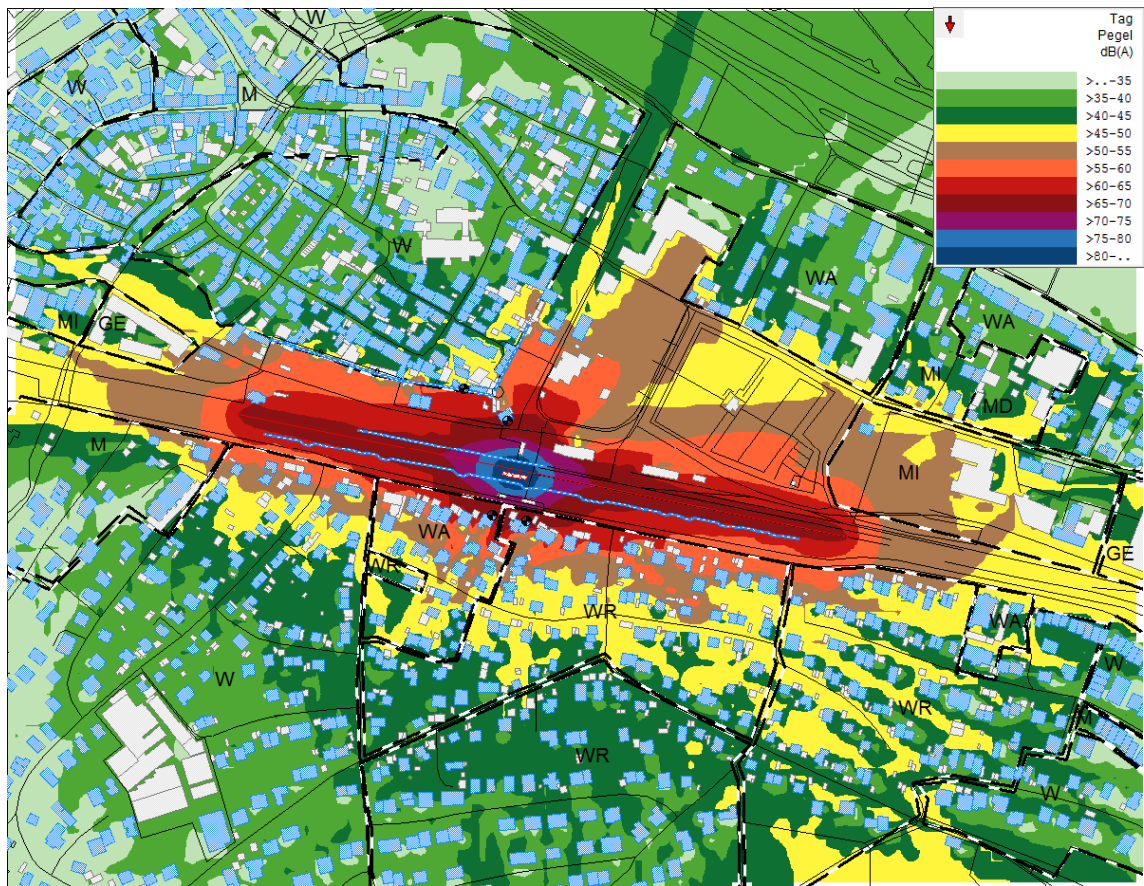 Tag
Pegel
dB(A)
>..-35
>35-40
>40-45
>45-50
>50-55
>55-60
>60-65
>65-70
>70-75
>75-80
>80-..
W
W
M
W
WA
WA
MI
GE
MI
MD
M
MI
WA
GE
WR
WR
WA
W
W
WR
M
WR
W